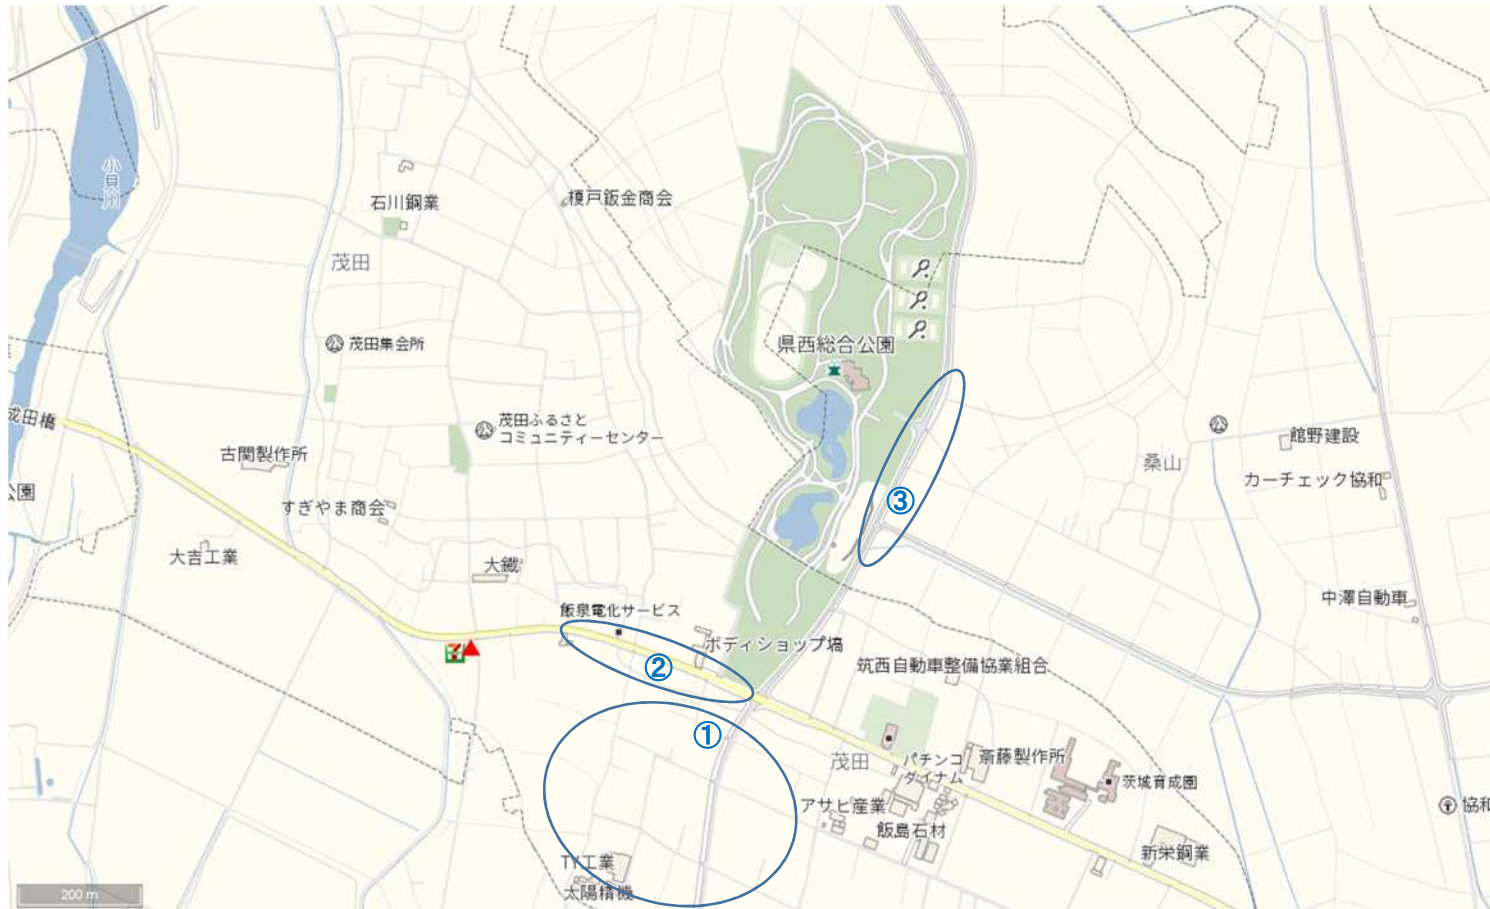 小貝川
石川鋼業
榎戸鈑金商会
茂田
茂田集会所
県西総合公園
成田橋
茂田ふるさと
コミュニティーセンター
館野建設
古関製作所
桑山
カーチェック協和
公園
すぎやま商会
③
大吉工業
大鐵
中澤自動車
飯泉電化サービス
ボディショップ塙
筑西自動車整備協業組合
②
①
茂田
パチンコ
ダイナム
斎藤製作所
茨城育成園
アサヒ産業
協和
飯島石材
新栄鋼業
TY工業
太陽精機
200 m